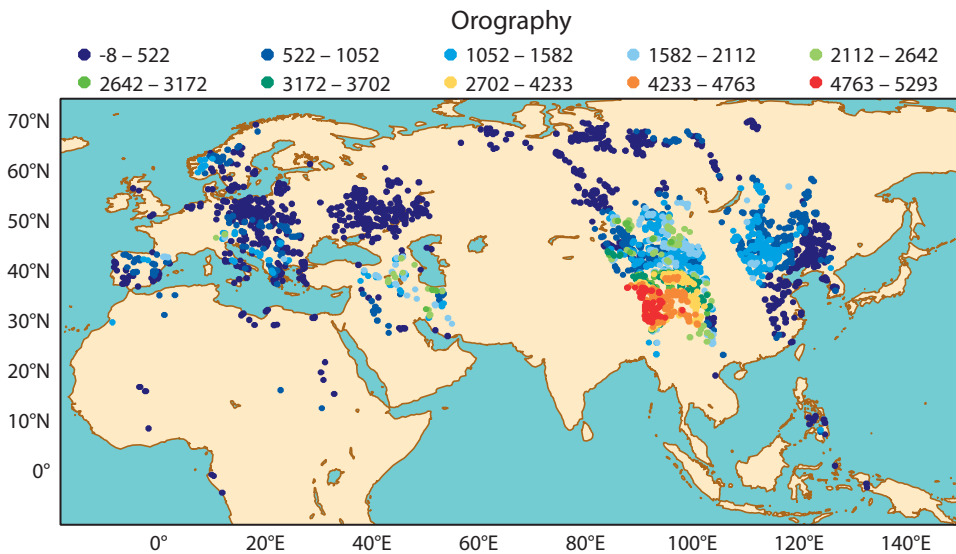 Orography
-8 – 522 522 – 1052 1052 – 1582 1582 – 2112 2112 – 2642
2642 – 3172 3172 – 3702 2702 – 4233 4233 – 4763 4763 – 5293
70°N
60°N
50°N
40°N
30°N
20°N
10°N
0°
0° 20°E 40°E 60°E 80°E 100°E 120°E 140°E